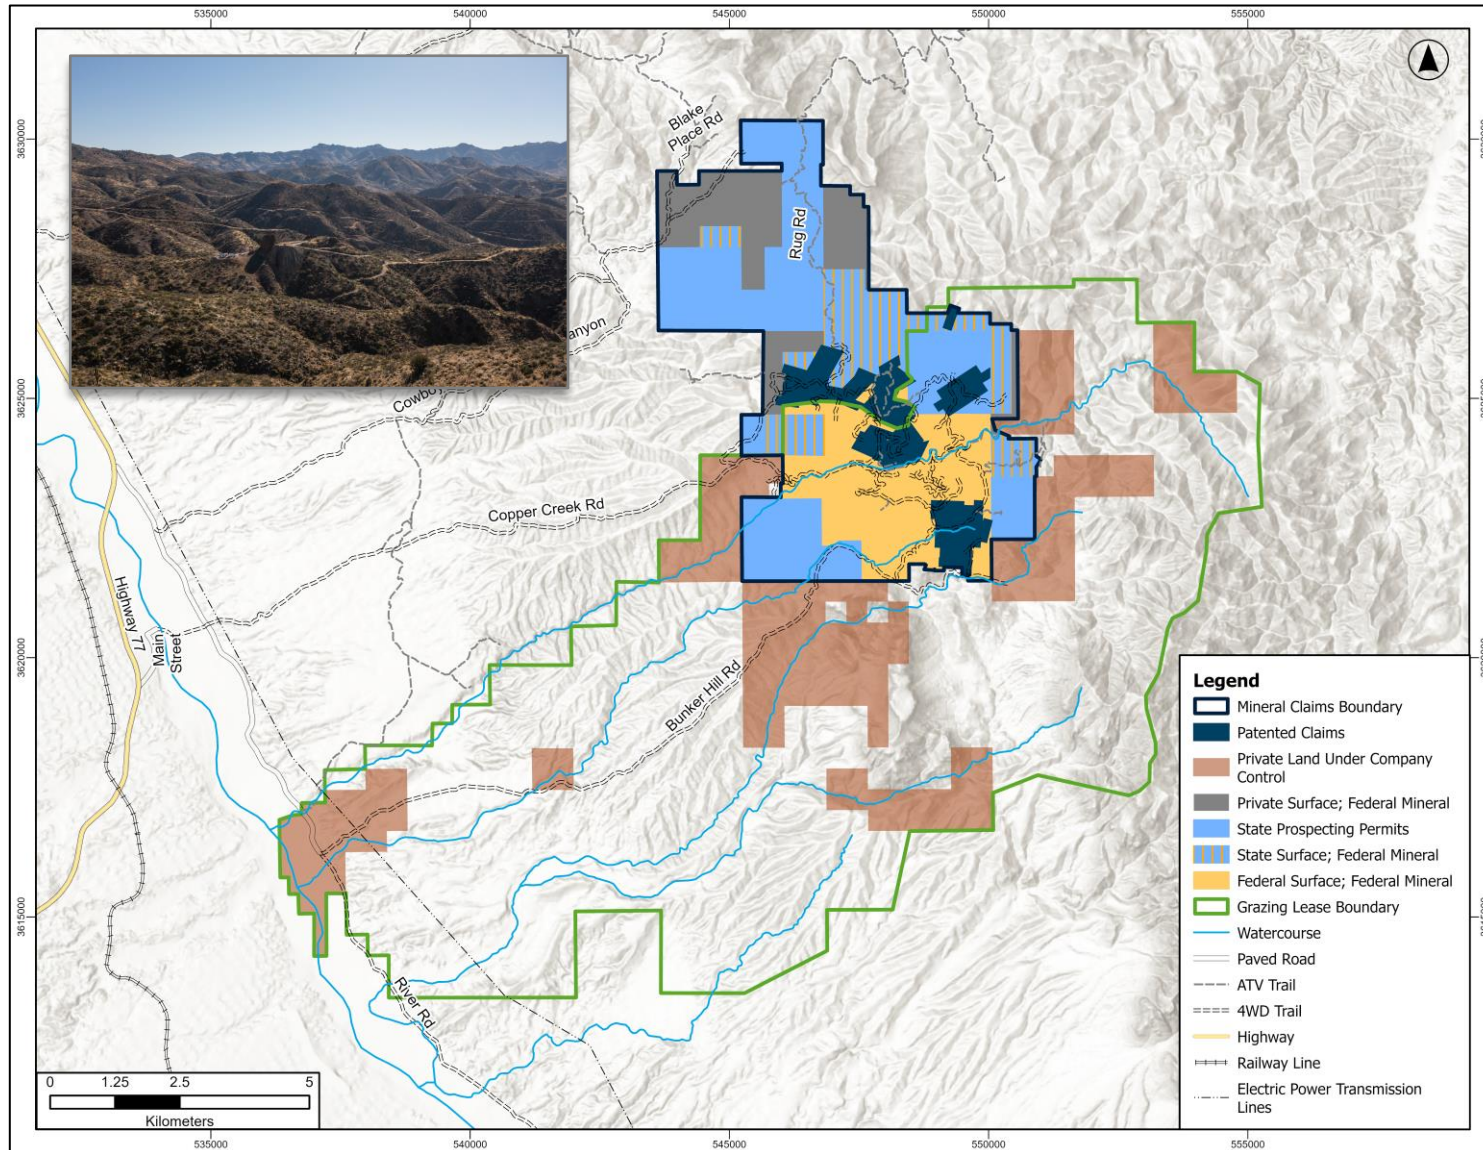 535000
540000
545000
550000
555000
3630000
3625000
3615000
Blake
Place Rd
Rug Rd
anyon
Cowbo
Copper Creek Rd
Highway 77
Main
Street
Bunker Hill Rd
River Rd
3630000
3620000
Legend
Mineral Claims Boundary
Patented Claims
Private Land Under Company
Control
Private Surface; Federal Mineral
State Prospecting Permits
State Surface; Federal Mineral
Federal Surface; Federal Mineral
Grazing Lease Boundary
Watercourse
Paved Road
ATV Trail
4WD Trail
Highway
Railway Line
Electric Power Transmission
Lines
0 1.25 2.5 5
Kilometers
535000
540000
545000
550000
555000